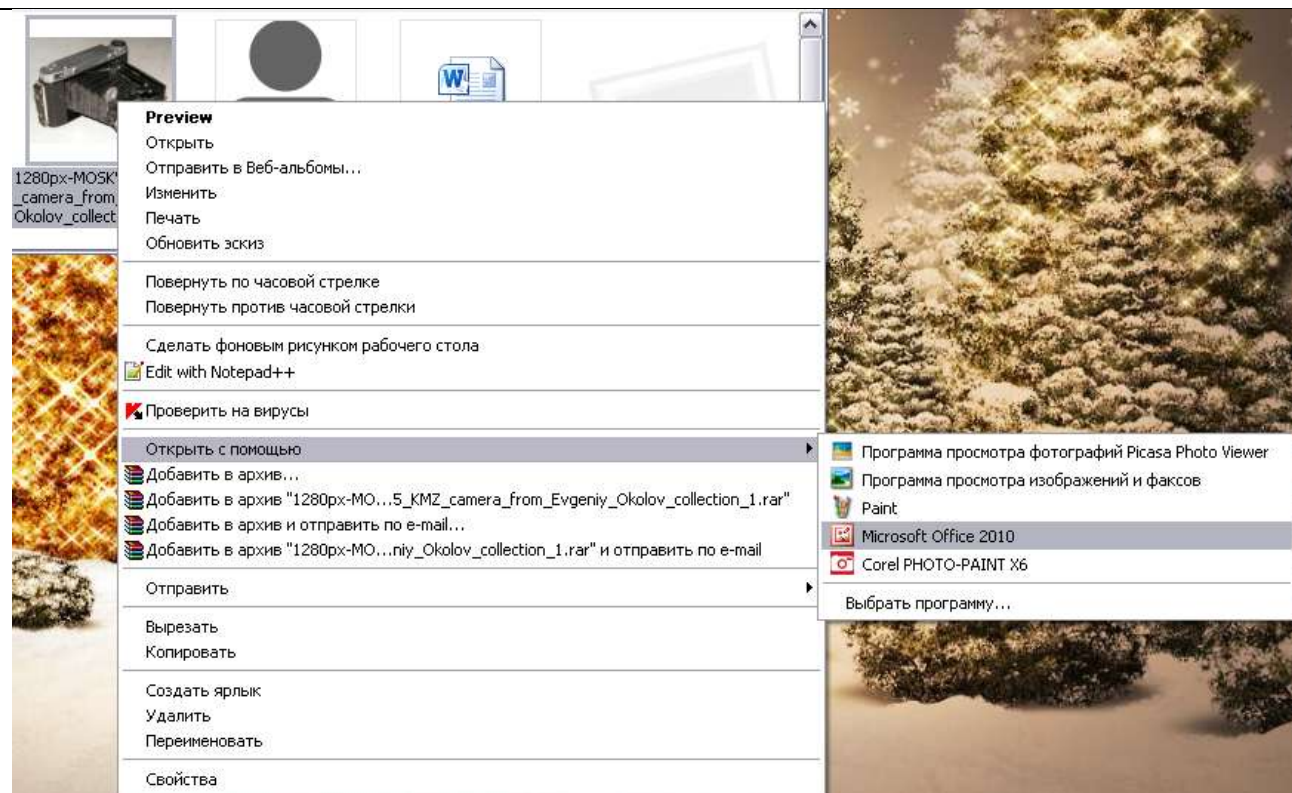 W
1280px-MOSK
_camera_from_
Okolov_collect
Preview
Открыть
Отправить в Веб-альбомы...
Изменить
Печать
Обновить эскиз
Повернуть по часовой стрелке
Повернуть против часовой стрелки
Сделать фоновым рисунком рабочего стола
Edit with Notepad++
Проверить на вирусы
Открыть с помощью
Добавить в архив...
Добавить в архив "1280px-MO...5_KMZ_camera_from_Evgeniy_Okolov_collection_1.rar"
Добавить в архив и отправить по e-mail...
Добавить в архив "1280px-MO...niy_Okolov_collection_1.rar" и отправить по e-mail
Отправить
Вырезать
Копировать
Создать ярлык
Удалить
Переименовать
Свойства
Программа просмотра фотографий Picasa Photo Viewer
Программа просмотра изображений и факсов
Paint
Microsoft Office 2010
Corel PHOTO-PAINT X6
Выбрать программу...